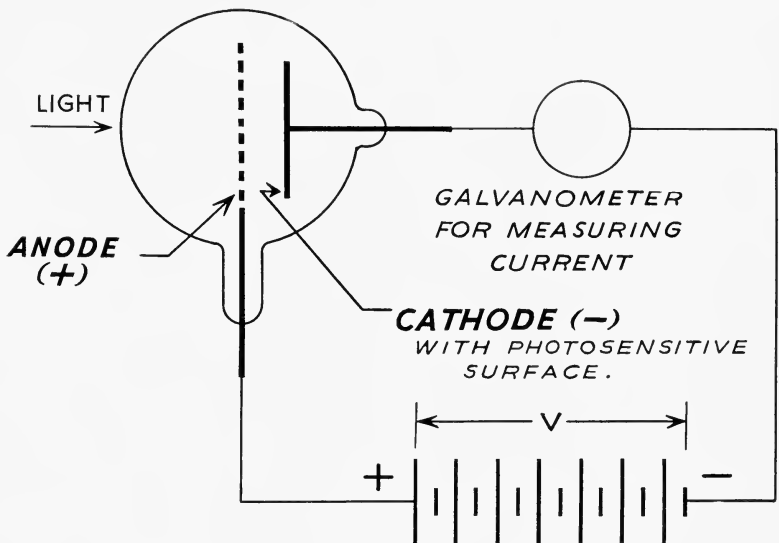 LIGHT
ANODE
(+)
GALVANOMETER
FOR MEASURING
CURRENT
CATHODE (−)
WITH PHOTOSENSITIVE
SURFACE.
V
+ −